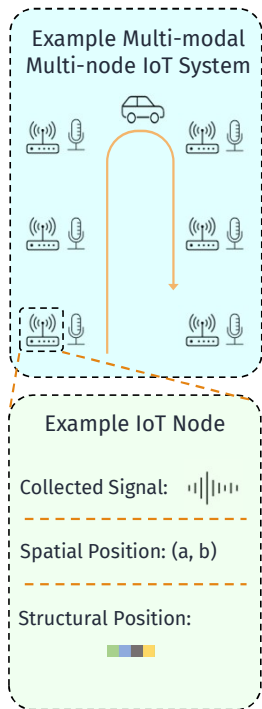 Example Multi-modal
Multi-node IoT System
Example IoT Node
Collected Signal:
Spatial Position: (a, b)
Structural Position: